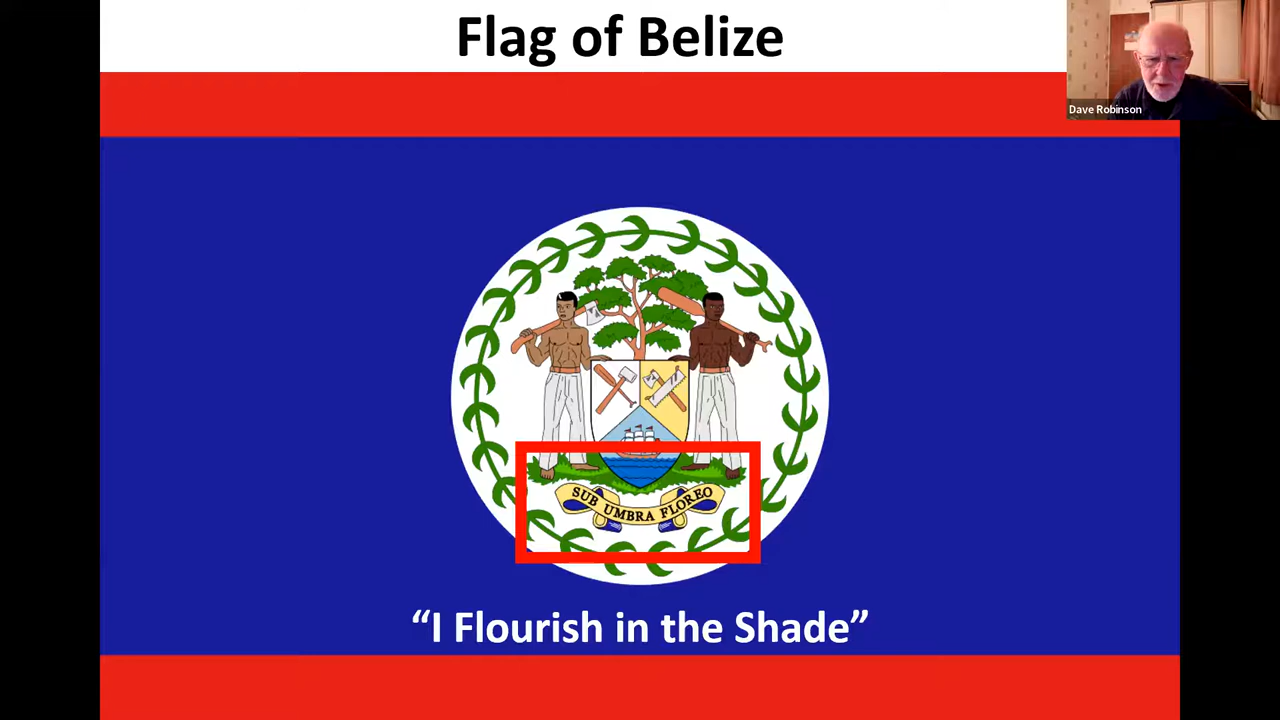 Flag of Belize
Dave Robinson
SUB UMBRA FLOREO
“I Flourish in the Shade”